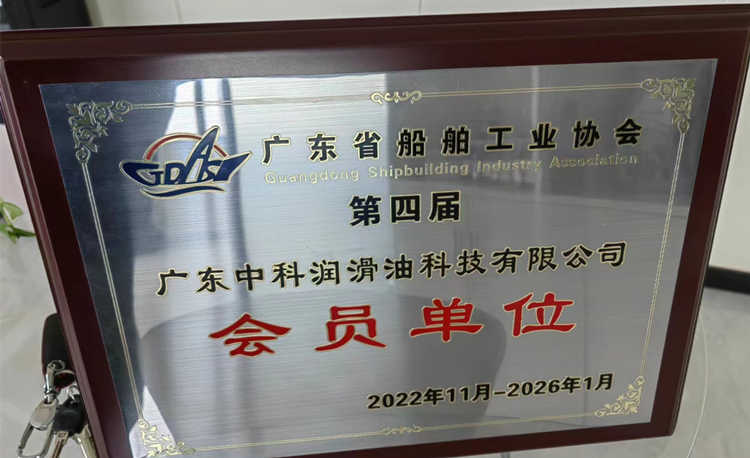 GDASI
广东省船舶工业协会
Guangdong Shipbuilding Industry Association
第四届
广东中科润滑油科技有限公司
会员单位
2022年11月-2026年1月